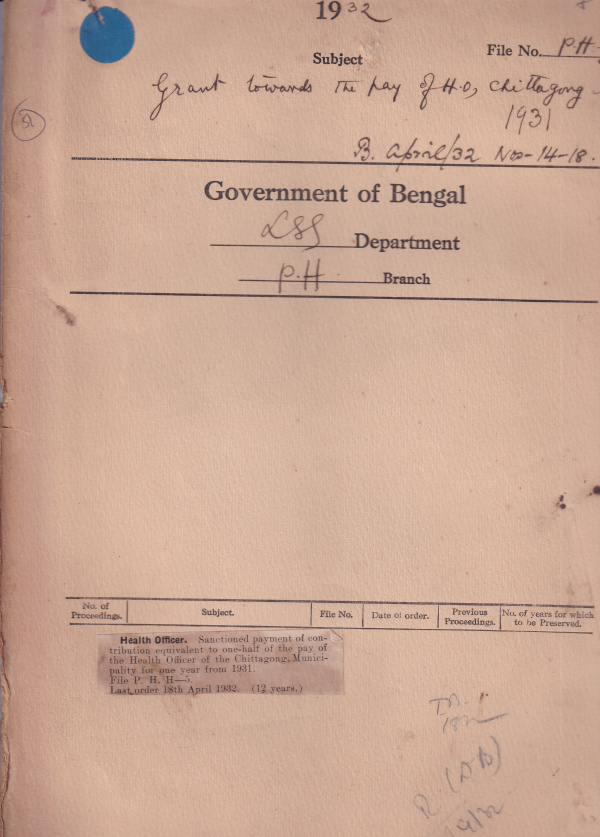 1932
File No. P.H
Subject
Grant towards the pay of H.O, Chittagong
1931
B. April/32 Nos-14-18.
Government of Bengal
LSG Department
P.H Branch
No. of Proceedings. Subject. File No. Date of order. Previous Proceedings. No. of years for which to be Preserved.
Health Officer. Sanctioned payment of con-
tribution equivalent to one-half of the pay of
the Health Officer of the Chittagong Munici-
pality for one year from 1931.
File P. H. H—5.
Last order 18th April 1932. (12 years.)